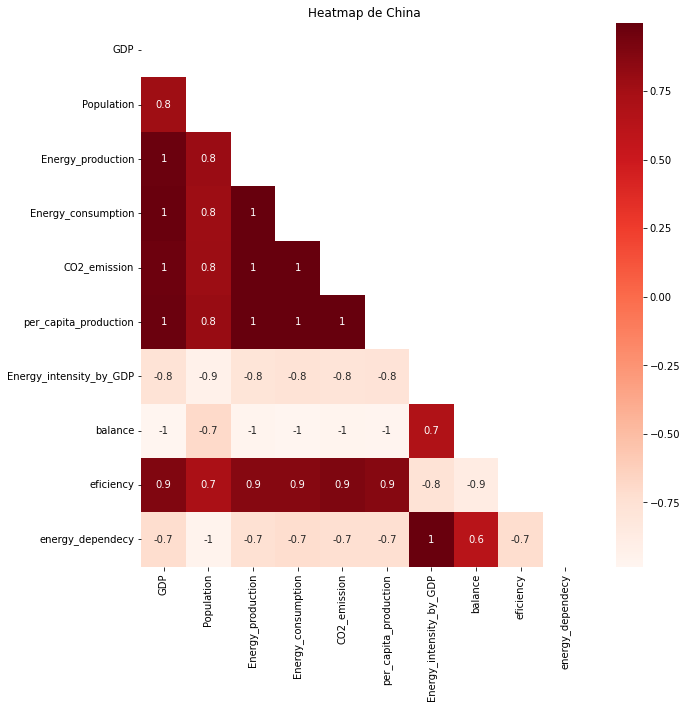 Heatmap de China
GDP
Population
0.8
Energy_production
1 0.8
Energy_consumption
1 0.8 1
CO2_emission
1 0.8 1 1
per_capita_production
1 0.8 1 1 1
Energy_intensity_by_GDP
-0.8 -0.9 -0.8 -0.8 -0.8 -0.8
balance
-1 -0.7 -1 -1 -1 -1 0.7
eficiency
0.9 0.7 0.9 0.9 0.9 0.9 -0.8 -0.9
energy_dependecy
-0.7 -1 -0.7 -0.7 -0.7 -0.7 1 0.6 -0.7
GDP
Population
Energy_production
Energy_consumption
CO2_emission
per_capita_production
Energy_intensity_by_GDP
balance
eficiency
energy_dependecy
0.75
0.50
0.25
0.00
−0.25
−0.50
−0.75